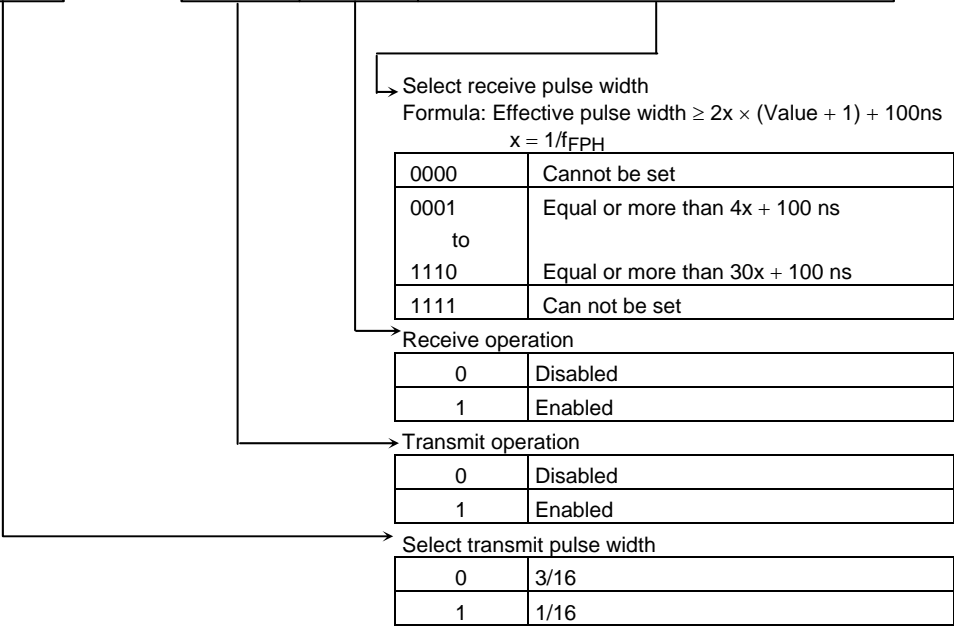 Select receive pulse width
Formula: Effective pulse width ≥ 2x × (Value + 1) + 100ns
x = 1/fFPH
0000 Cannot be set
0001 Equal or more than 4x + 100 ns
to
1110 Equal or more than 30x + 100 ns
1111 Can not be set
Receive operation
0 Disabled
1 Enabled
Transmit operation
0 Disabled
1 Enabled
Select transmit pulse width
0 3/16
1 1/16